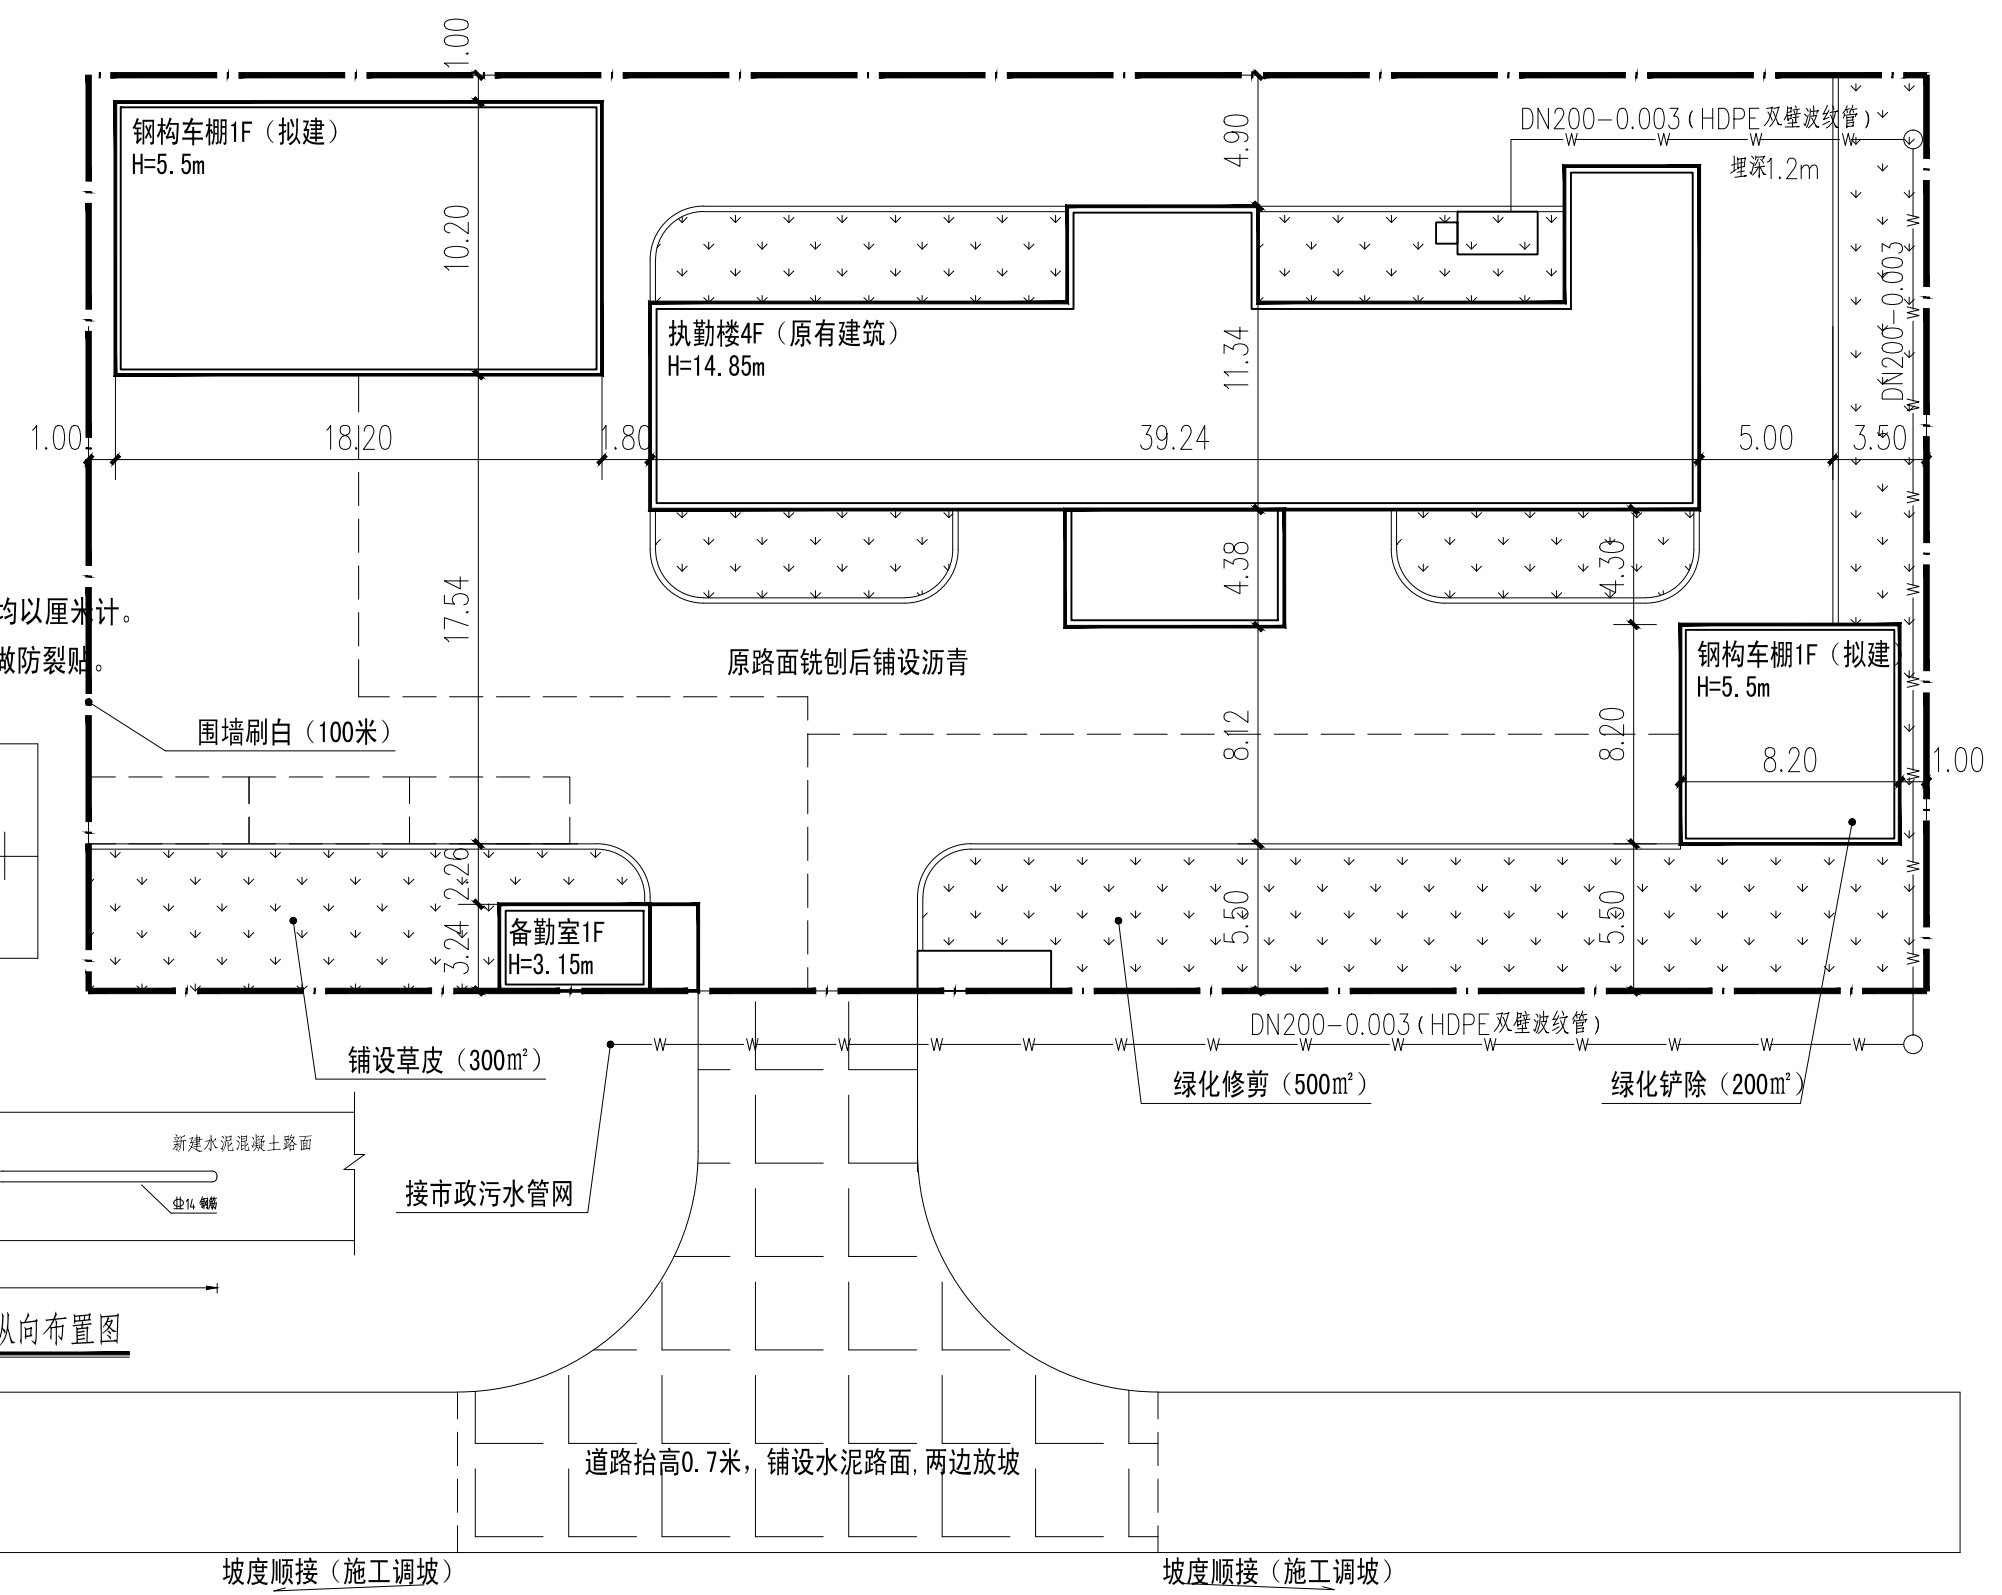 1.00
钢构车棚1F（拟建）
H=5.5m
10.20
4.90
DN200-0.003(HDPE双壁波纹管)
W W W W
埋深1.2m
DN200-0.003
执勤楼4F（原有建筑）
H=14.85m
11.34
1.00
18.20
1.80
39.24
5.00
3.50
17.54
4.38
4.30
均以厘米计。
做防裂贴。
原路面铣刨后铺设沥青
钢构车棚1F（拟建）
H=5.5m
围墙刷白（100米）
8.12
8.20
8.20
1.00
2.26
3.24
备勤室1F
H=3.15m
5.50
5.50
DN200-0.003(HDPE双壁波纹管)
W W W W W W W W W W W W W W
铺设草皮（300㎡）
绿化修剪（500㎡）
绿化铲除（200㎡）
新建水泥混凝土路面
Φ14 钢筋
接市政污水管网
纵向布置图
道路抬高0.7米，铺设水泥路面,两边放坡
坡度顺接（施工调坡）
坡度顺接（施工调坡）